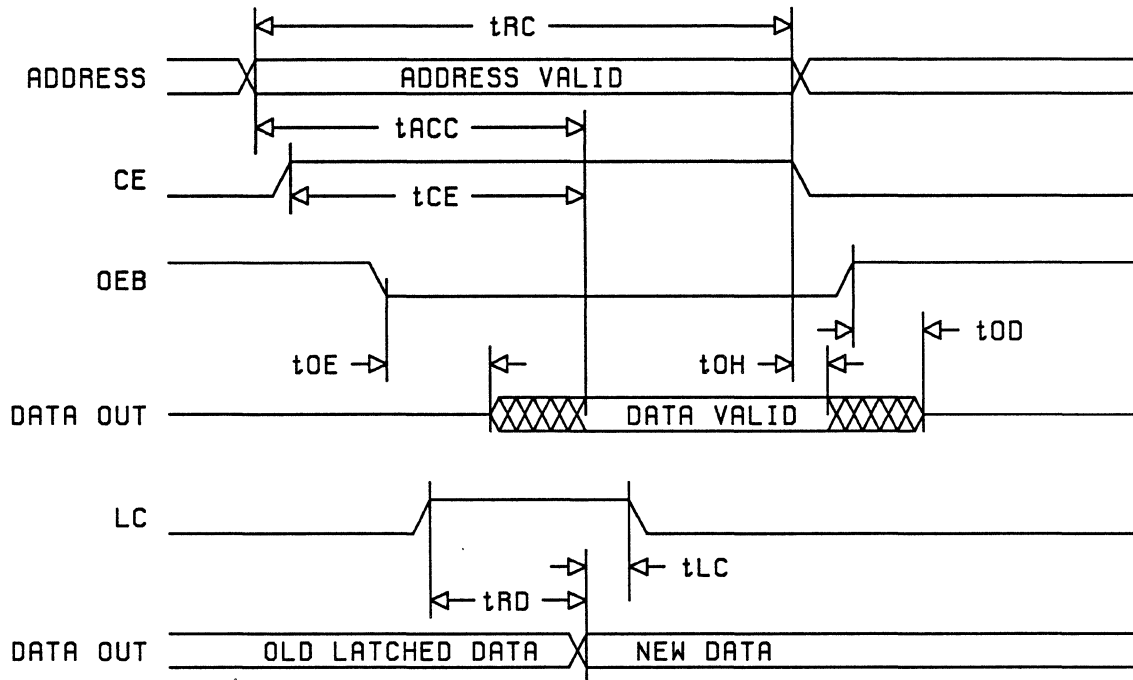 tRC
ADDRESS
ADDRESS VALID
tACC
CE
tCE
OEB
tOD
tOE
tOH
DATA OUT
DATA VALID
LC
tLC
tRD
DATA OUT
OLD LATCHED DATA
NEW DATA